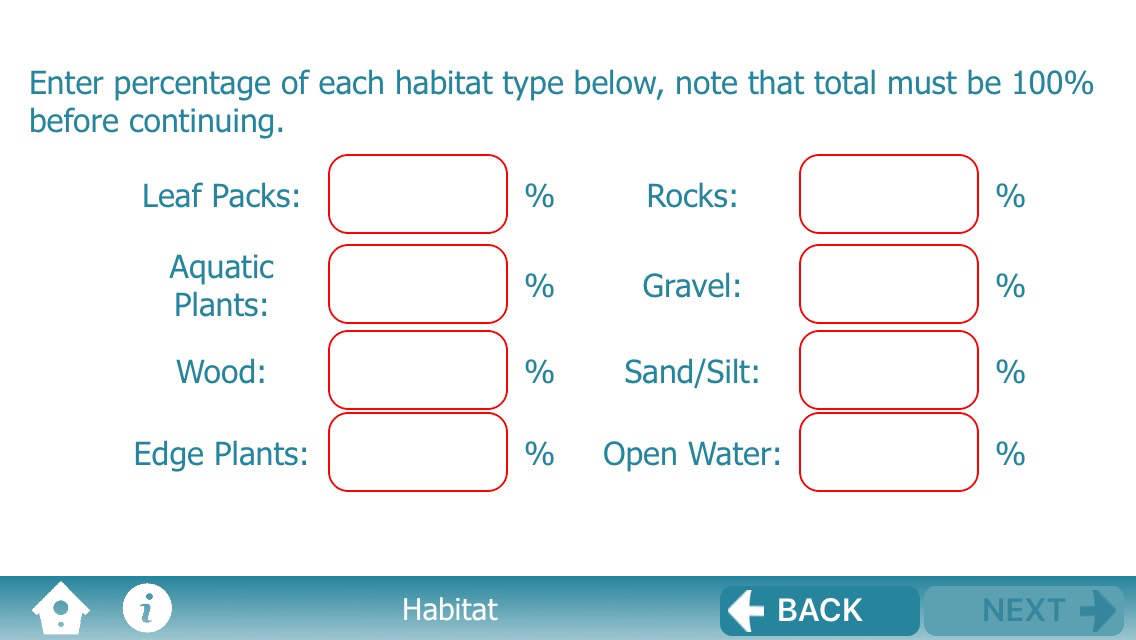 Enter percentage of each habitat type below, note that total must be 100%
before continuing.
Leaf Packs: % Rocks: %
Aquatic
Plants: % Gravel: %
Wood: % Sand/Silt: %
Edge Plants: % Open Water: %
i Habitat BACK NEXT